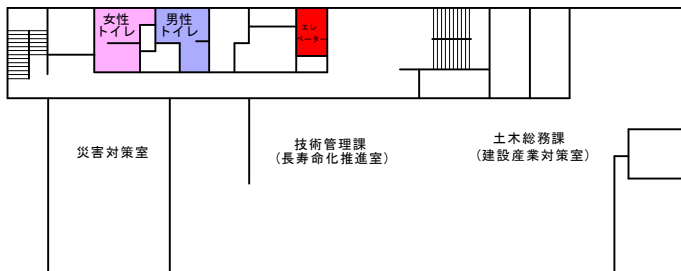 女性
トイレ
男性
トイレ
エレ
ベーター
災害対策室
技術管理課
（長寿命化推進室）
土木総務課
（建設産業対策室）